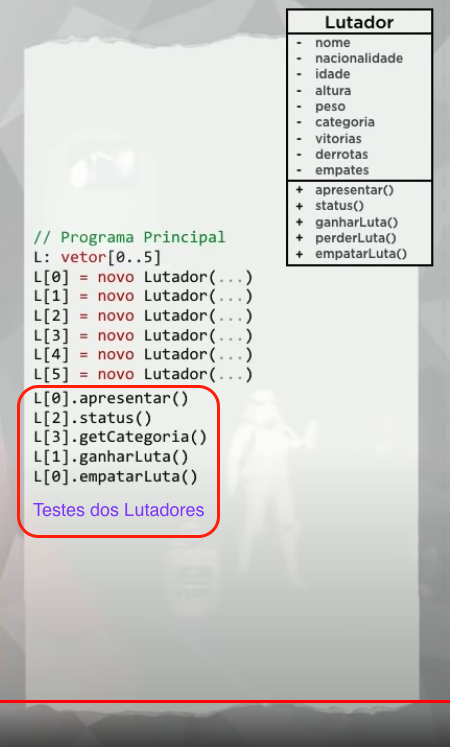 Lutador
- nome
- nacionalidade
- idade
- altura
- peso
- categoria
- vitorias
- derrotas
- empates
+ apresentar()
+ status()
+ ganharLuta()
+ perderLuta()
+ empatarLuta()
// Programa Principal
L: vetor[0..5]
L[0] = novo Lutador(...)
L[1] = novo Lutador(...)
L[2] = novo Lutador(...)
L[3] = novo Lutador(...)
L[4] = novo Lutador(...)
L[5] = novo Lutador(...)
L[0].apresentar()
L[2].status()
L[3].getCategoria()
L[1].ganharLuta()
L[0].empatarLuta()
Testes dos Lutadores